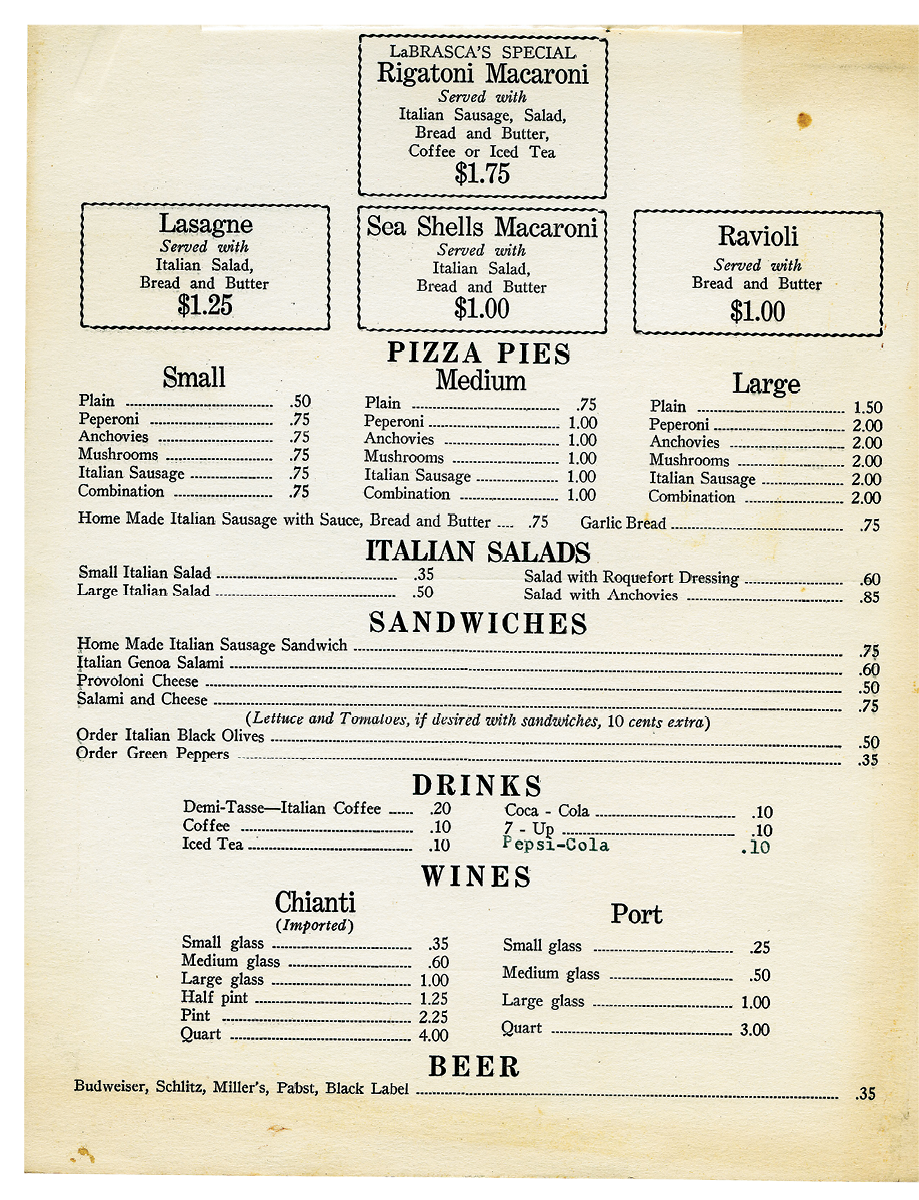 LaBRASCA'S SPECIAL
Rigatoni Macaroni
Served with
Italian Sausage, Salad,
Bread and Butter,
Coffee or Iced Tea
$1.75
Lasagne
Served with
Italian Salad,
Bread and Butter
$1.25
Sea Shells Macaroni
Served with
Italian Salad,
Bread and Butter
$1.00
Ravioli
Served with
Bread and Butter
$1.00
PIZZA PIES
Small
Plain .50
Peperoni .75
Anchovies .75
Mushrooms .75
Italian Sausage .75
Combination .75
Medium
Plain .75
Peperoni 1.00
Anchovies 1.00
Mushrooms 1.00
Italian Sausage 1.00
Combination 1.00
Large
Plain 1.50
Peperoni 2.00
Anchovies 2.00
Mushrooms 2.00
Italian Sausage 2.00
Combination 2.00
Home Made Italian Sausage with Sauce, Bread and Butter .75
Garlic Bread .75
ITALIAN SALADS
Small Italian Salad .35
Large Italian Salad .50
Salad with Roquefort Dressing .60
Salad with Anchovies .85
SANDWICHES
Home Made Italian Sausage Sandwich .75
Italian Genoa Salami .60
Provoloni Cheese .50
Salami and Cheese .75
(Lettuce and Tomatoes, if desired with sandwiches, 10 cents extra)
Order Italian Black Olives .50
Order Green Peppers .35
DRINKS
Demi-Tasse—Italian Coffee .20
Coffee .10
Iced Tea .10
Coca - Cola .10
7 - Up .10
Pepsi-Cola .10
WINES
Chianti
(Imported)
Small glass .35
Medium glass .60
Large glass 1.00
Half pint 1.25
Pint 2.25
Quart 4.00
Port
Small glass .25
Medium glass .50
Large glass 1.00
Quart 3.00
BEER
Budweiser, Schlitz, Miller's, Pabst, Black Label .35